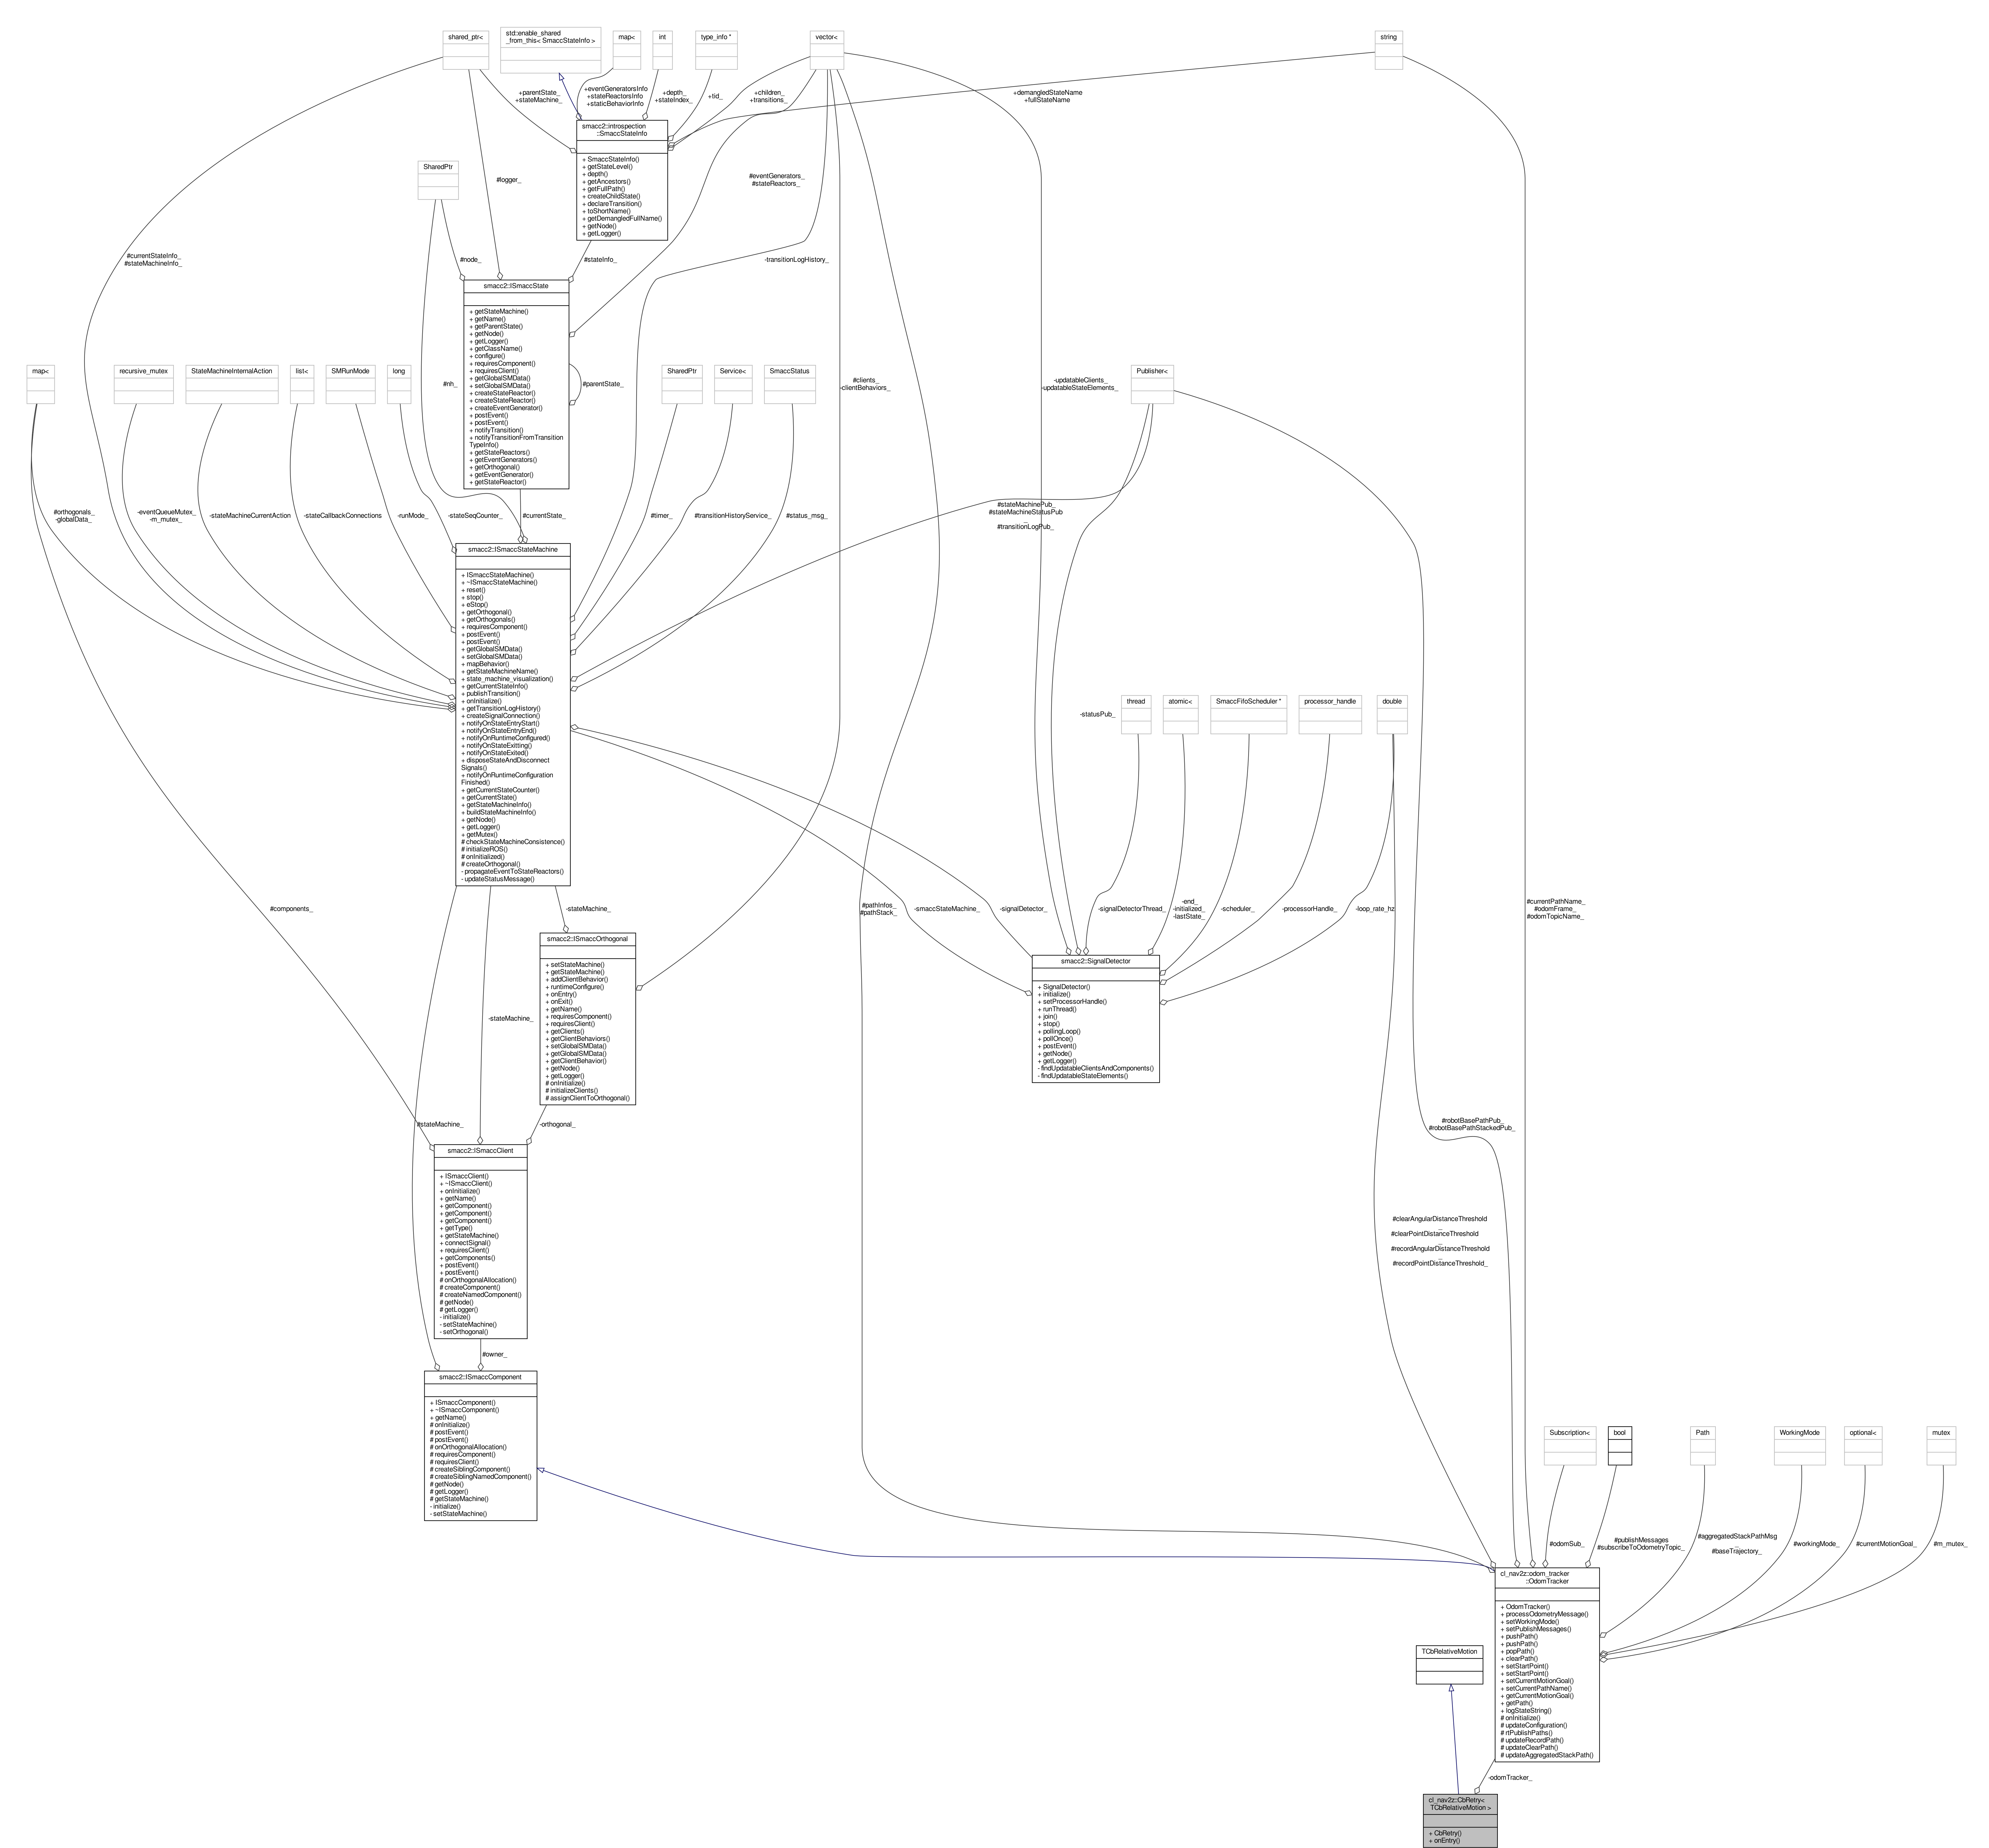 shared_ptr<
std::enable_shared
_from_this< SmaccStateInfo >
map<
int
type_info *
vector<
string
+parentState_
+stateMachine_
+eventGeneratorsInfo
+stateReactorsInfo
+staticBehaviorInfo
+depth_
+stateIndex_
+tid_
+children_
+transitions_
+demangledStateName
+fullStateName
smacc2::introspection
::SmaccStateInfo
+ SmaccStateInfo()
+ getStateLevel()
+ depth()
+ getAncestors()
+ getFullPath()
+ createChildState()
+ declareTransition()
+ toShortName()
+ getDemangledFullName()
+ getNode()
+ getLogger()
SharedPtr
#logger_
#eventGenerators_
#stateReactors_
#currentStateInfo_
#stateMachineInfo_
#node_
#stateInfo_
-transitionLogHistory_
smacc2::ISmaccState
+ getStateMachine()
+ getName()
+ getParentState()
+ getNode()
+ getLogger()
+ getClassName()
+ configure()
+ requiresComponent()
+ requiresClient()
+ getGlobalSMData()
+ setGlobalSMData()
+ createStateReactor()
+ createStateReactor()
+ createEventGenerator()
+ postEvent()
+ postEvent()
+ notifyTransition()
+ notifyTransitionFromTransition
TypeInfo()
+ getStateReactors()
+ getEventGenerators()
+ getOrthogonal()
+ getEventGenerator()
+ getStateReactor()
map<
recursive_mutex
StateMachineInternalAction
list<
SMRunMode
long
#nh_
#parentState_
SharedPtr
Service<
SmaccStatus
#clients_
-clientBehaviors_
-updatableClients_
-updatableStateElements_
Publisher<
#orthogonals_
-globalData_
-eventQueueMutex_
-m_mutex_
-stateMachineCurrentAction
-stateCallbackConnections
-runMode_
-stateSeqCounter_
#currentState_
#timer_
#transitionHistoryService_
#status_msg_
#stateMachinePub_
#stateMachineStatusPub
_
#transitionLogPub_
smacc2::ISmaccStateMachine
+ ISmaccStateMachine()
+ ~ISmaccStateMachine()
+ reset()
+ stop()
+ eStop()
+ getOrthogonal()
+ getOrthogonals()
+ requiresComponent()
+ postEvent()
+ postEvent()
+ getGlobalSMData()
+ setGlobalSMData()
+ mapBehavior()
+ getStateMachineName()
+ state_machine_visualization()
+ getCurrentStateInfo()
+ publishTransition()
+ onInitialize()
+ getTransitionLogHistory()
+ createSignalConnection()
+ notifyOnStateEntryStart()
+ notifyOnStateEntryEnd()
+ notifyOnRuntimeConfigured()
+ notifyOnStateExitting()
+ notifyOnStateExited()
+ disposeStateAndDisconnect
Signals()
+ notifyOnRuntimeConfiguration
Finished()
+ getCurrentStateCounter()
+ getCurrentState()
+ getStateMachineInfo()
+ buildStateMachineInfo()
+ getNode()
+ getLogger()
+ getMutex()
# checkStateMachineConsistence()
# initializeROS()
# onInitialized()
# createOrthogonal()
- propagateEventToStateReactors()
- updateStatusMessage()
-statusPub_
thread
atomic<
SmaccFifoScheduler *
processor_handle
double
#components_
-stateMachine_
#pathInfos_
#pathStack_
-smaccStateMachine_
-signalDetector_
-signalDetectorThread_
-end_
-initialized_
-lastState_
-scheduler_
-processorHandle_
-loop_rate_hz
#currentPathName_
#odomFrame_
#odomTopicName_
smacc2::ISmaccOrthogonal
+ setStateMachine()
+ getStateMachine()
+ addClientBehavior()
+ runtimeConfigure()
+ onEntry()
+ onExit()
+ getName()
+ requiresComponent()
+ requiresClient()
+ getClients()
+ getClientBehaviors()
+ setGlobalSMData()
+ getGlobalSMData()
+ getClientBehavior()
+ getNode()
+ getLogger()
# onInitialize()
# initializeClients()
# assignClientToOrthogonal()
smacc2::SignalDetector
+ SignalDetector()
+ initialize()
+ setProcessorHandle()
+ runThread()
+ join()
+ stop()
+ pollingLoop()
+ pollOnce()
+ postEvent()
+ getNode()
+ getLogger()
- findUpdatableClientsAndComponents()
- findUpdatableStateElements()
-stateMachine_
#stateMachine_
-orthogonal_
#robotBasePathPub_
#robotBasePathStackedPub_
smacc2::ISmaccClient
+ ISmaccClient()
+ ~ISmaccClient()
+ onInitialize()
+ getName()
+ getComponent()
+ getComponent()
+ getComponent()
+ getType()
+ getStateMachine()
+ connectSignal()
+ requiresClient()
+ getComponents()
+ postEvent()
+ postEvent()
# onOrthogonalAllocation()
# createComponent()
# createNamedComponent()
# getNode()
# getLogger()
- initialize()
- setStateMachine()
- setOrthogonal()
#clearAngularDistanceThreshold
_
#clearPointDistanceThreshold
_
#recordAngularDistanceThreshold
_
#recordPointDistanceThreshold_
#owner_
smacc2::ISmaccComponent
+ ISmaccComponent()
+ ~ISmaccComponent()
+ getName()
# onInitialize()
# postEvent()
# postEvent()
# onOrthogonalAllocation()
# requiresComponent()
# requiresClient()
# createSiblingComponent()
# createSiblingNamedComponent()
# getNode()
# getLogger()
# getStateMachine()
- initialize()
- setStateMachine()
Subscription<
bool
Path
WorkingMode
optional<
mutex
#odomSub_
#publishMessages
#subscribeToOdometryTopic_
#aggregatedStackPathMsg
_
#baseTrajectory_
#workingMode_
#currentMotionGoal_
#m_mutex_
cl_nav2z::odom_tracker
::OdomTracker
+ OdomTracker()
+ processOdometryMessage()
+ setWorkingMode()
+ setPublishMessages()
+ pushPath()
+ pushPath()
+ popPath()
+ clearPath()
+ setStartPoint()
+ setStartPoint()
+ setCurrentMotionGoal()
+ setCurrentPathName()
+ getCurrentMotionGoal()
+ getPath()
+ logStateString()
# onInitialize()
# updateConfiguration()
# rtPublishPaths()
# updateRecordPath()
# updateClearPath()
# updateAggregatedStackPath()
TCbRelativeMotion
-odomTracker_
cl_nav2z::CbRetry<
TCbRelativeMotion >
+ CbRetry()
+ onEntry()